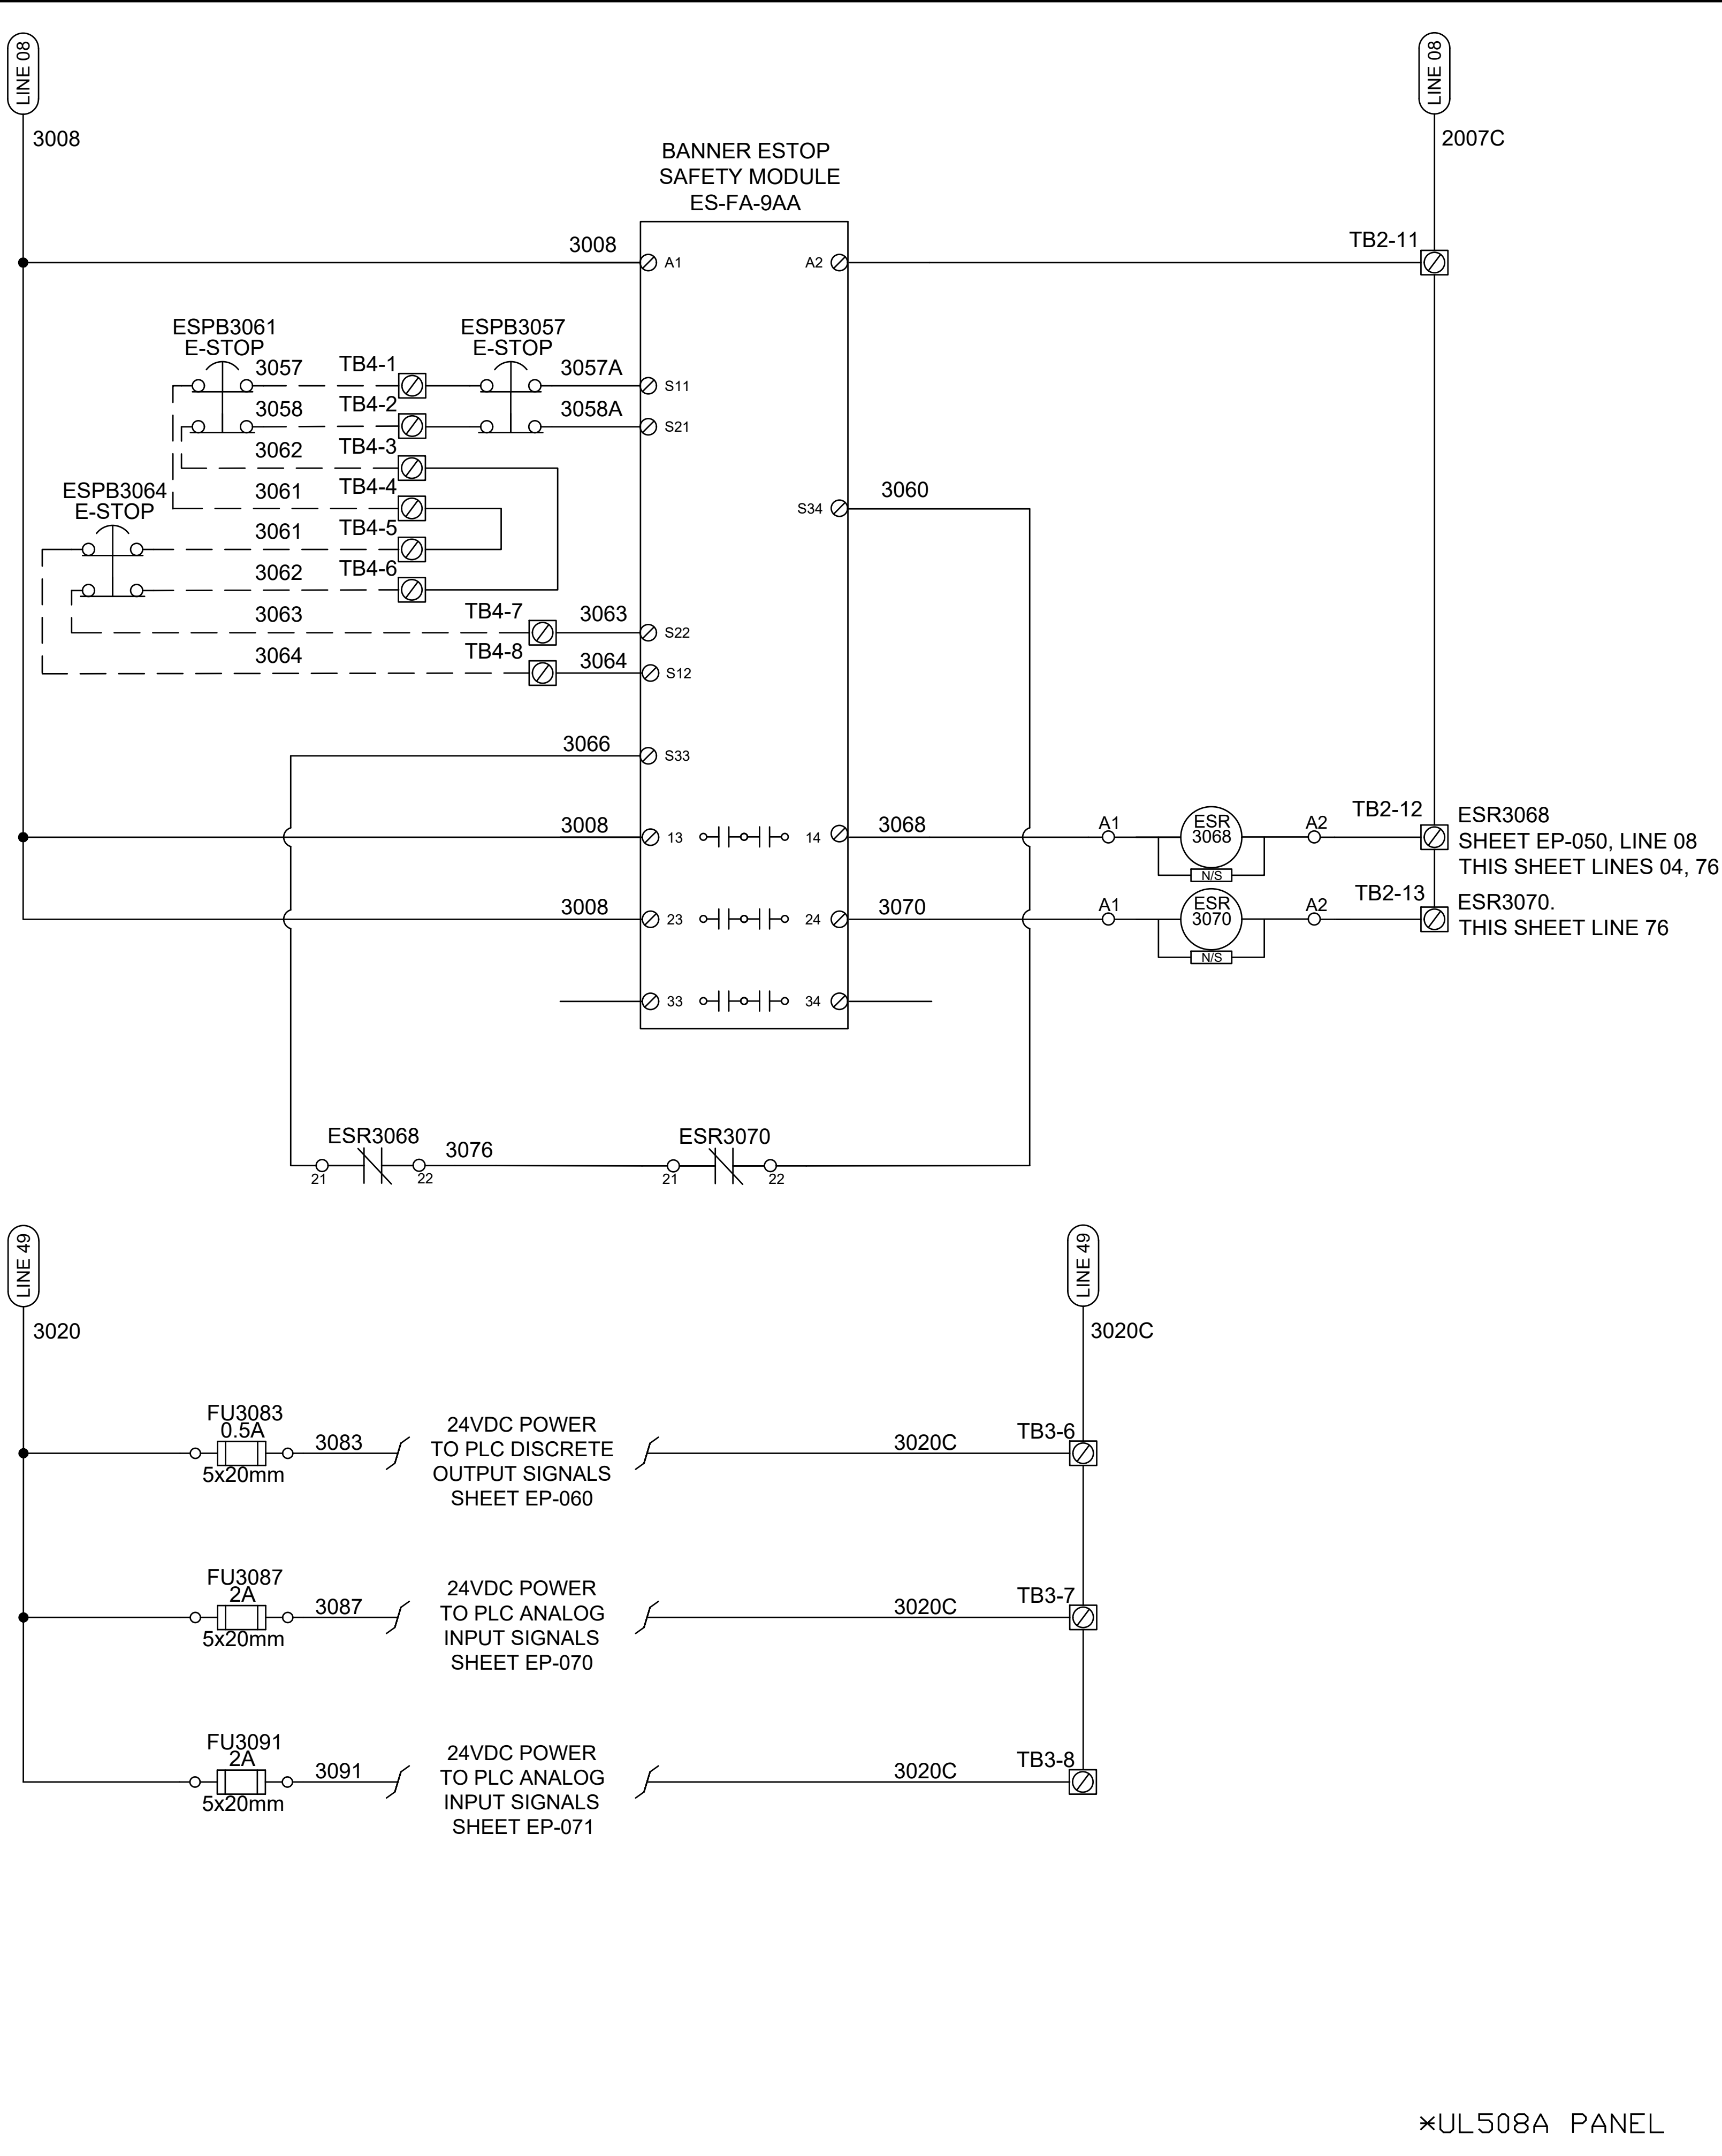 LINE 08
LINE 08
3008
2007C
BANNER ESTOP
SAFETY MODULE
ES-FA-9AA
3008
A1
A2
TB2-11
ESPB3061
E-STOP
ESPB3057
E-STOP
3057
TB4-1
3057A
S11
3058
TB4-2
3058A
S21
3062
TB4-3
ESPB3064
E-STOP
3061
TB4-4
S34
3060
3061
TB4-5
3062
TB4-6
3063
TB4-7
3063
S22
3064
TB4-8
3064
S12
3066
S33
3008
13
14
3068
A1
ESR
3068
N/S
A2
TB2-12
ESR3068
SHEET EP-050, LINE 08
THIS SHEET LINES 04, 76
3008
23
24
3070
A1
ESR
3070
N/S
A2
TB2-13
ESR3070.
THIS SHEET LINE 76
33
34
ESR3068
21
22
3076
ESR3070
21
22
LINE 49
LINE 49
3020
3020C
FU3083
0.5A
5x20mm
3083
24VDC POWER
TO PLC DISCRETE
OUTPUT SIGNALS
SHEET EP-060
3020C
TB3-6
FU3087
2A
5x20mm
3087
24VDC POWER
TO PLC ANALOG
INPUT SIGNALS
SHEET EP-070
3020C
TB3-7
FU3091
2A
5x20mm
3091
24VDC POWER
TO PLC ANALOG
INPUT SIGNALS
SHEET EP-071
3020C
TB3-8
*UL508A PANEL